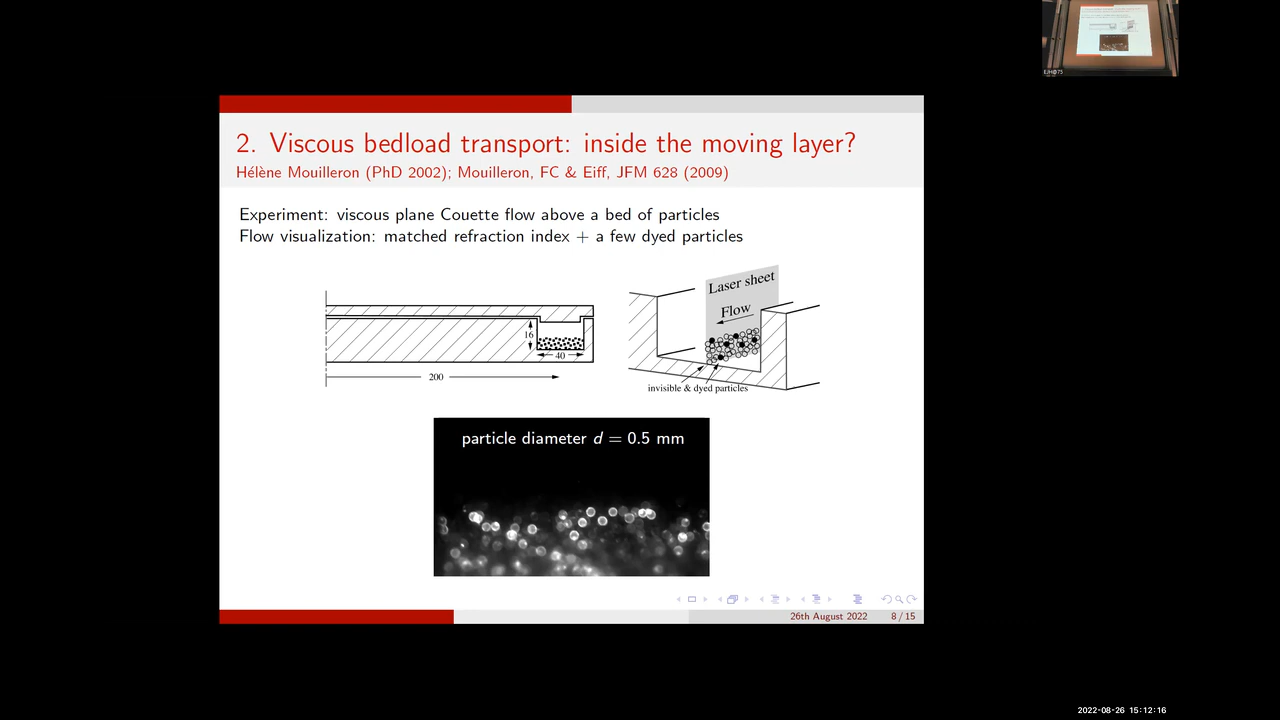 2. Viscous bedload transport: inside the moving layer?
Hélène Mouilleron (PhD 2002); Mouilleron, FC & Eiff, JFM 628 (2009)
Experiment: viscous plane Couette flow above a bed of particles
Flow visualization: matched refraction index + a few dyed particles
Laser sheet
Flow
16
40
200
invisible & dyed particles
particle diameter d = 0.5 mm
26th August 2022 8 / 15
2022-08-26 15:12:16